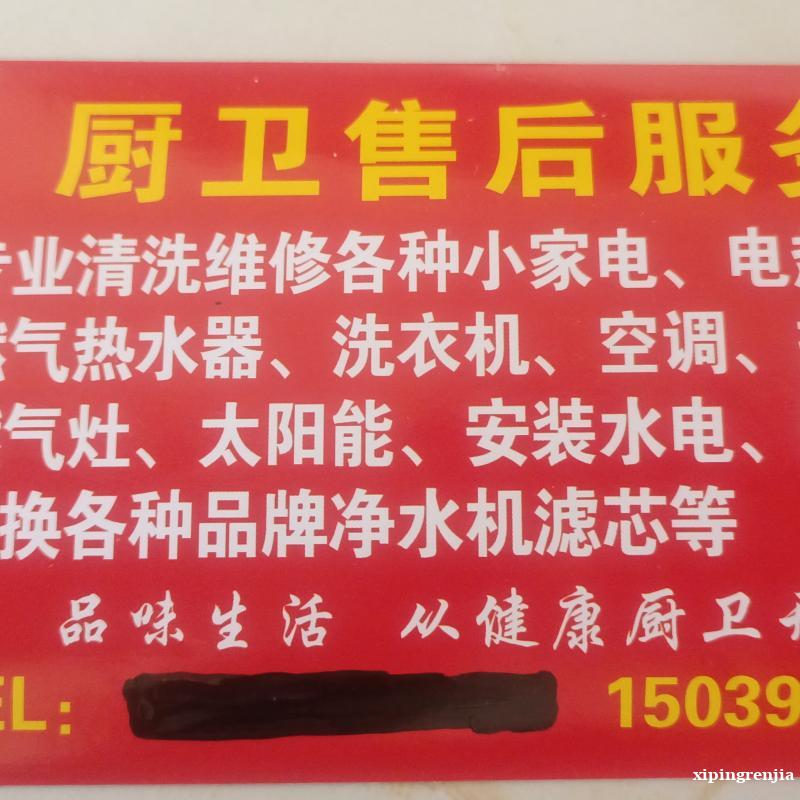 厨卫售后服
业清洗维修各种小家电、电
气热水器、洗衣机、空调、
气灶、太阳能、安装水电、
换各种品牌净水机滤芯等
品味生活 从健康厨卫
EL: 15039
xipingrenjia